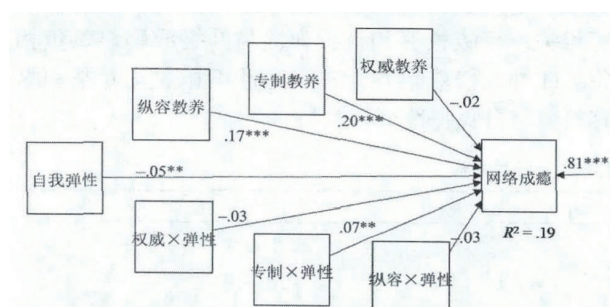 权威教养
专制教养
纵容教养
-.02
.20***
.17***
自我弹性
-.05**
网络成瘾
.81***
-.03
权威×弹性
.07**
-.03
R² = .19
专制×弹性
纵容×弹性